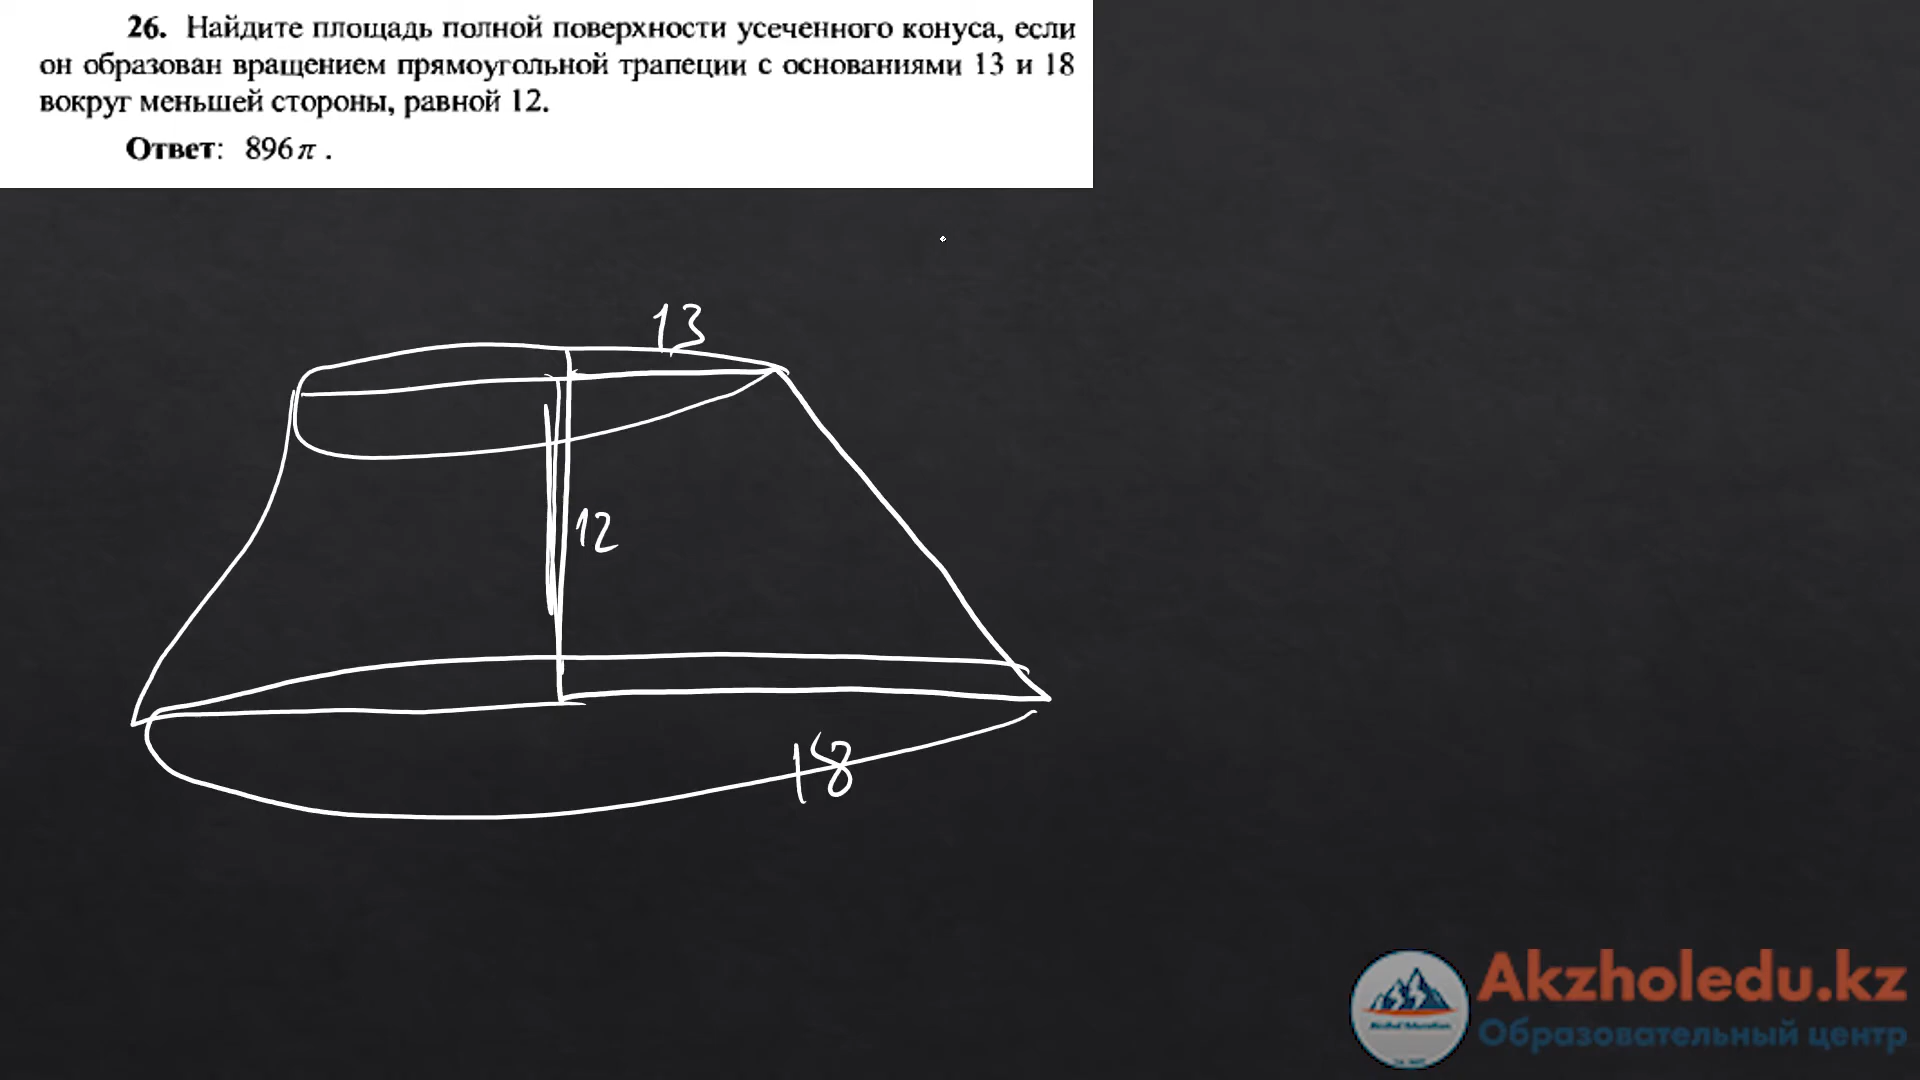 26. Найдите площадь полной поверхности усеченного конуса, если
он образован вращением прямоугольной трапеции с основаниями 13 и 18
вокруг меньшей стороны, равной 12.
Ответ: 896π .
13
12
18
Akzholedu.kz
Образовательный центр